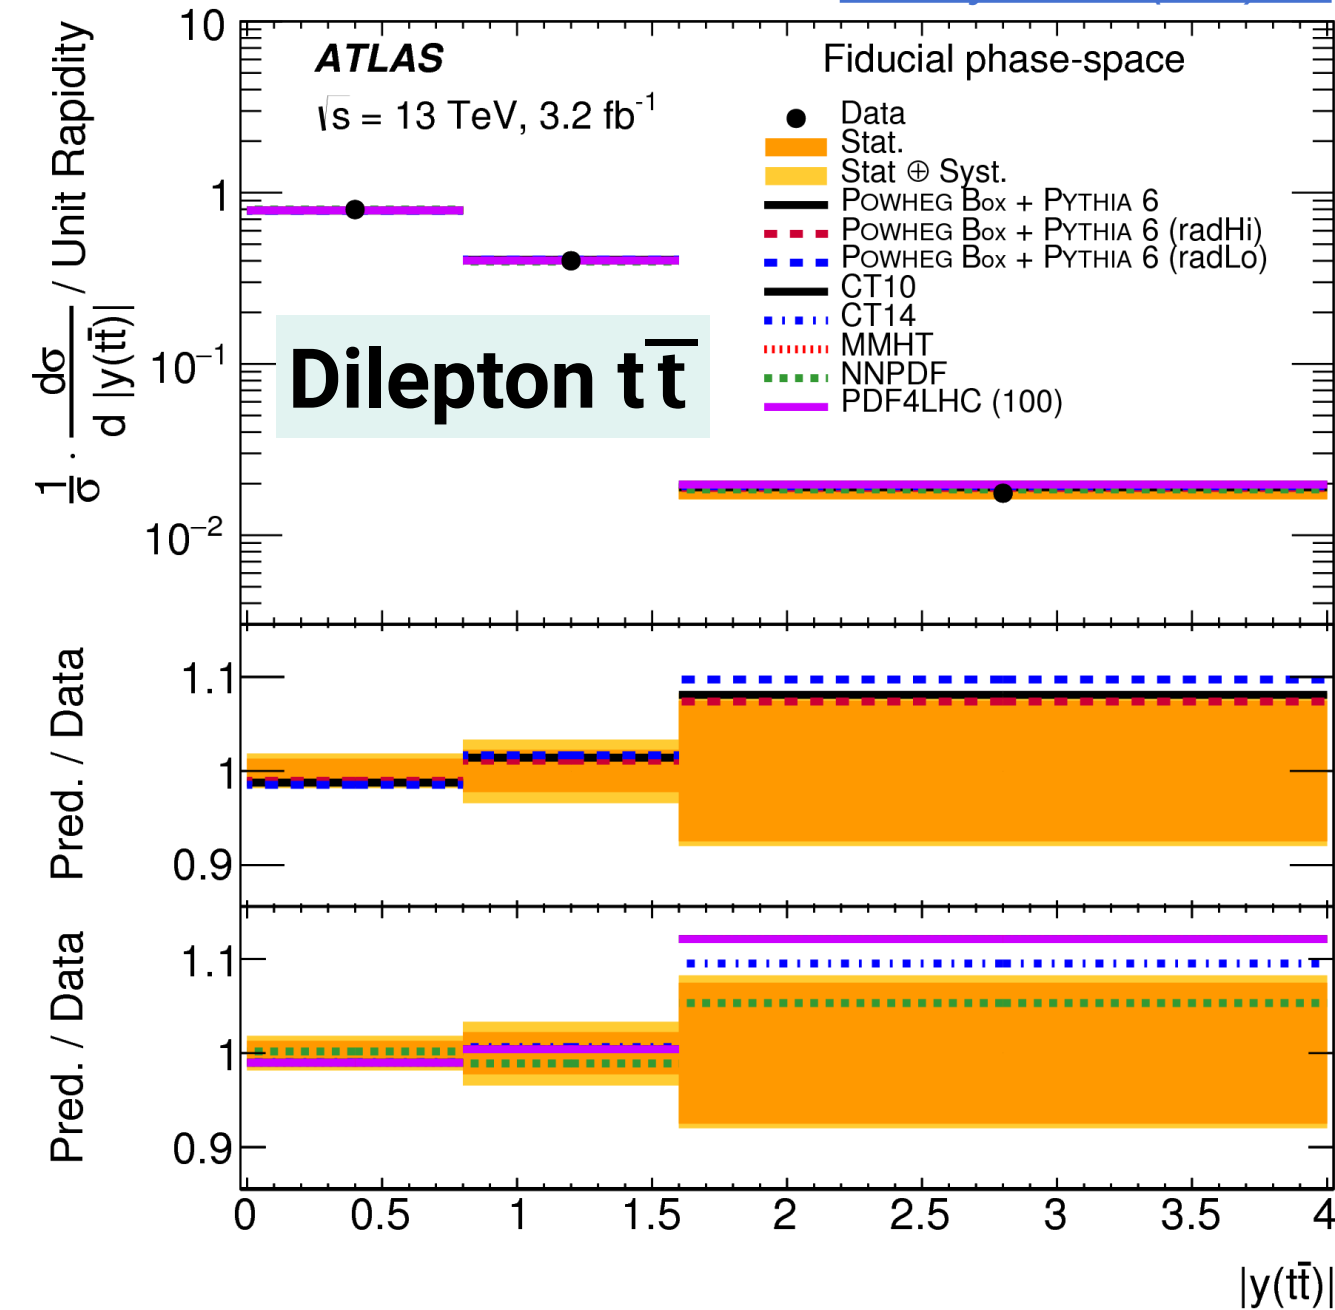 10
ATLAS
Fiducial phase-space
√s = 13 TeV, 3.2 fb⁻¹
Data
Stat.
Stat ⊕ Syst.
POWHEG Box + PYTHIA 6
POWHEG Box + PYTHIA 6 (radHi)
POWHEG Box + PYTHIA 6 (radLo)
CT10
CT14
MMHT
NNPDF
PDF4LHC (100)
1/σ · dσ / d |y(tt̄)| / Unit Rapidity
1
10⁻¹
10⁻²
Dilepton tt̄
Pred. / Data
1.1
1
0.9
Pred. / Data
1.1
1
0.9
0 0.5 1 1.5 2 2.5 3 3.5 4
|y(tt̄)|